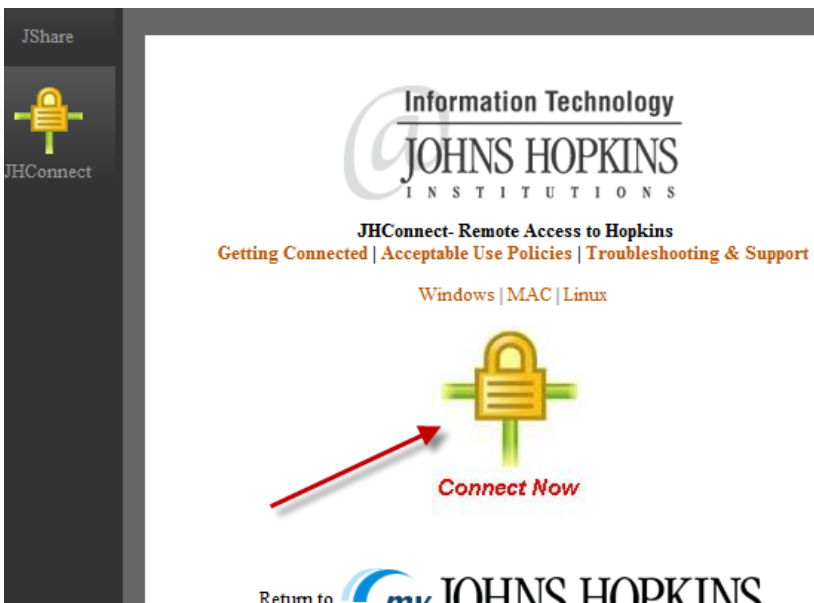 JShare
JHConnect
@
Information Technology
JOHNS HOPKINS
INSTITUTIONS
JHConnect- Remote Access to Hopkins
Getting Connected | Acceptable Use Policies | Troubleshooting & Support
Windows | MAC | Linux
Connect Now
Return to my JOHNS HOPKINS